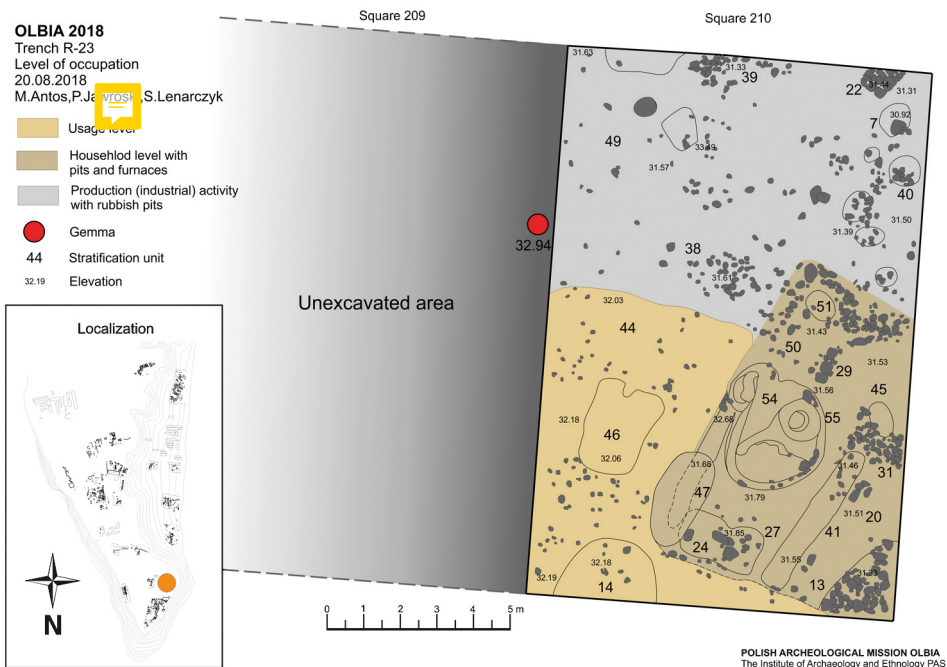 Square 209
Square 210
OLBIA 2018
Trench R-23
Level of occupation
20.08.2018
M.Antos,P.Jawrosk,S.Lenarczyk
Usage level
Househlod level with
pits and furnaces
Production (industrial) activity
with rubbish pits
Gemma
44 Stratification unit
32.19 Elevation
Localization
N
Unexcavated area
32.94
31.63
31.33
39
22
31.44
31.31
30.92
7
49
33.49
31.57
40
31.50
31.39
38
31.61
32.03
44
51
31.43
50
31.53
29
31.56
45
54
55
32.18
32.68
46
32.06
31.68
31.46
31
47
31.79
31.51
20
31.85
27
41
24
31.55
32.18
32.19
14
13
31.33
0 1 2 3 4 5 m
POLISH ARCHEOLOGICAL MISSION OLBIA
The Institute of Archaeology and Ethnology PAS